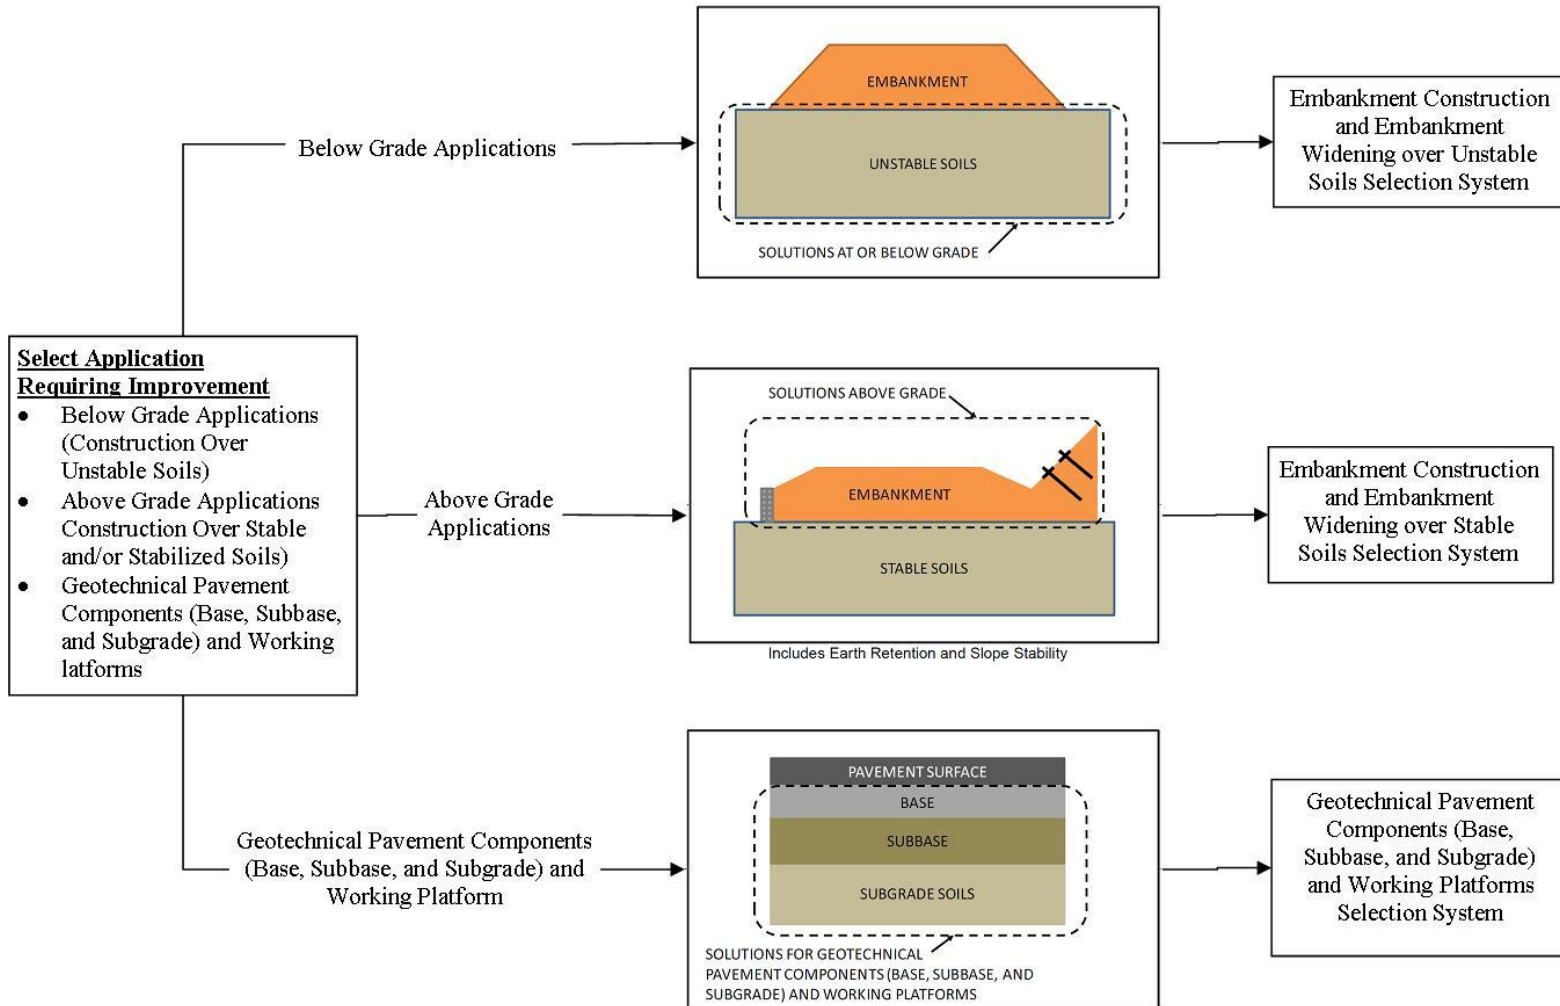 Select Application
Requiring Improvement
● Below Grade Applications
(Construction Over
Unstable Soils)
● Above Grade Applications
Construction Over Stable
and/or Stabilized Soils)
● Geotechnical Pavement
Components (Base, Subbase,
and Subgrade) and Working
latforms
Below Grade Applications
EMBANKMENT
UNSTABLE SOILS
SOLUTIONS AT OR BELOW GRADE
Embankment Construction
and Embankment
Widening over Unstable
Soils Selection System
Above Grade
Applications
SOLUTIONS ABOVE GRADE
EMBANKMENT
STABLE SOILS
Includes Earth Retention and Slope Stability
Embankment Construction
and Embankment
Widening over Stable
Soils Selection System
Geotechnical Pavement Components
(Base, Subbase, and Subgrade) and
Working Platform
PAVEMENT SURFACE
BASE
SUBBASE
SUBGRADE SOILS
SOLUTIONS FOR GEOTECHNICAL
PAVEMENT COMPONENTS (BASE, SUBBASE, AND
SUBGRADE) AND WORKING PLATFORMS
Geotechnical Pavement
Components (Base,
Subbase, and Subgrade)
and Working Platforms
Selection System